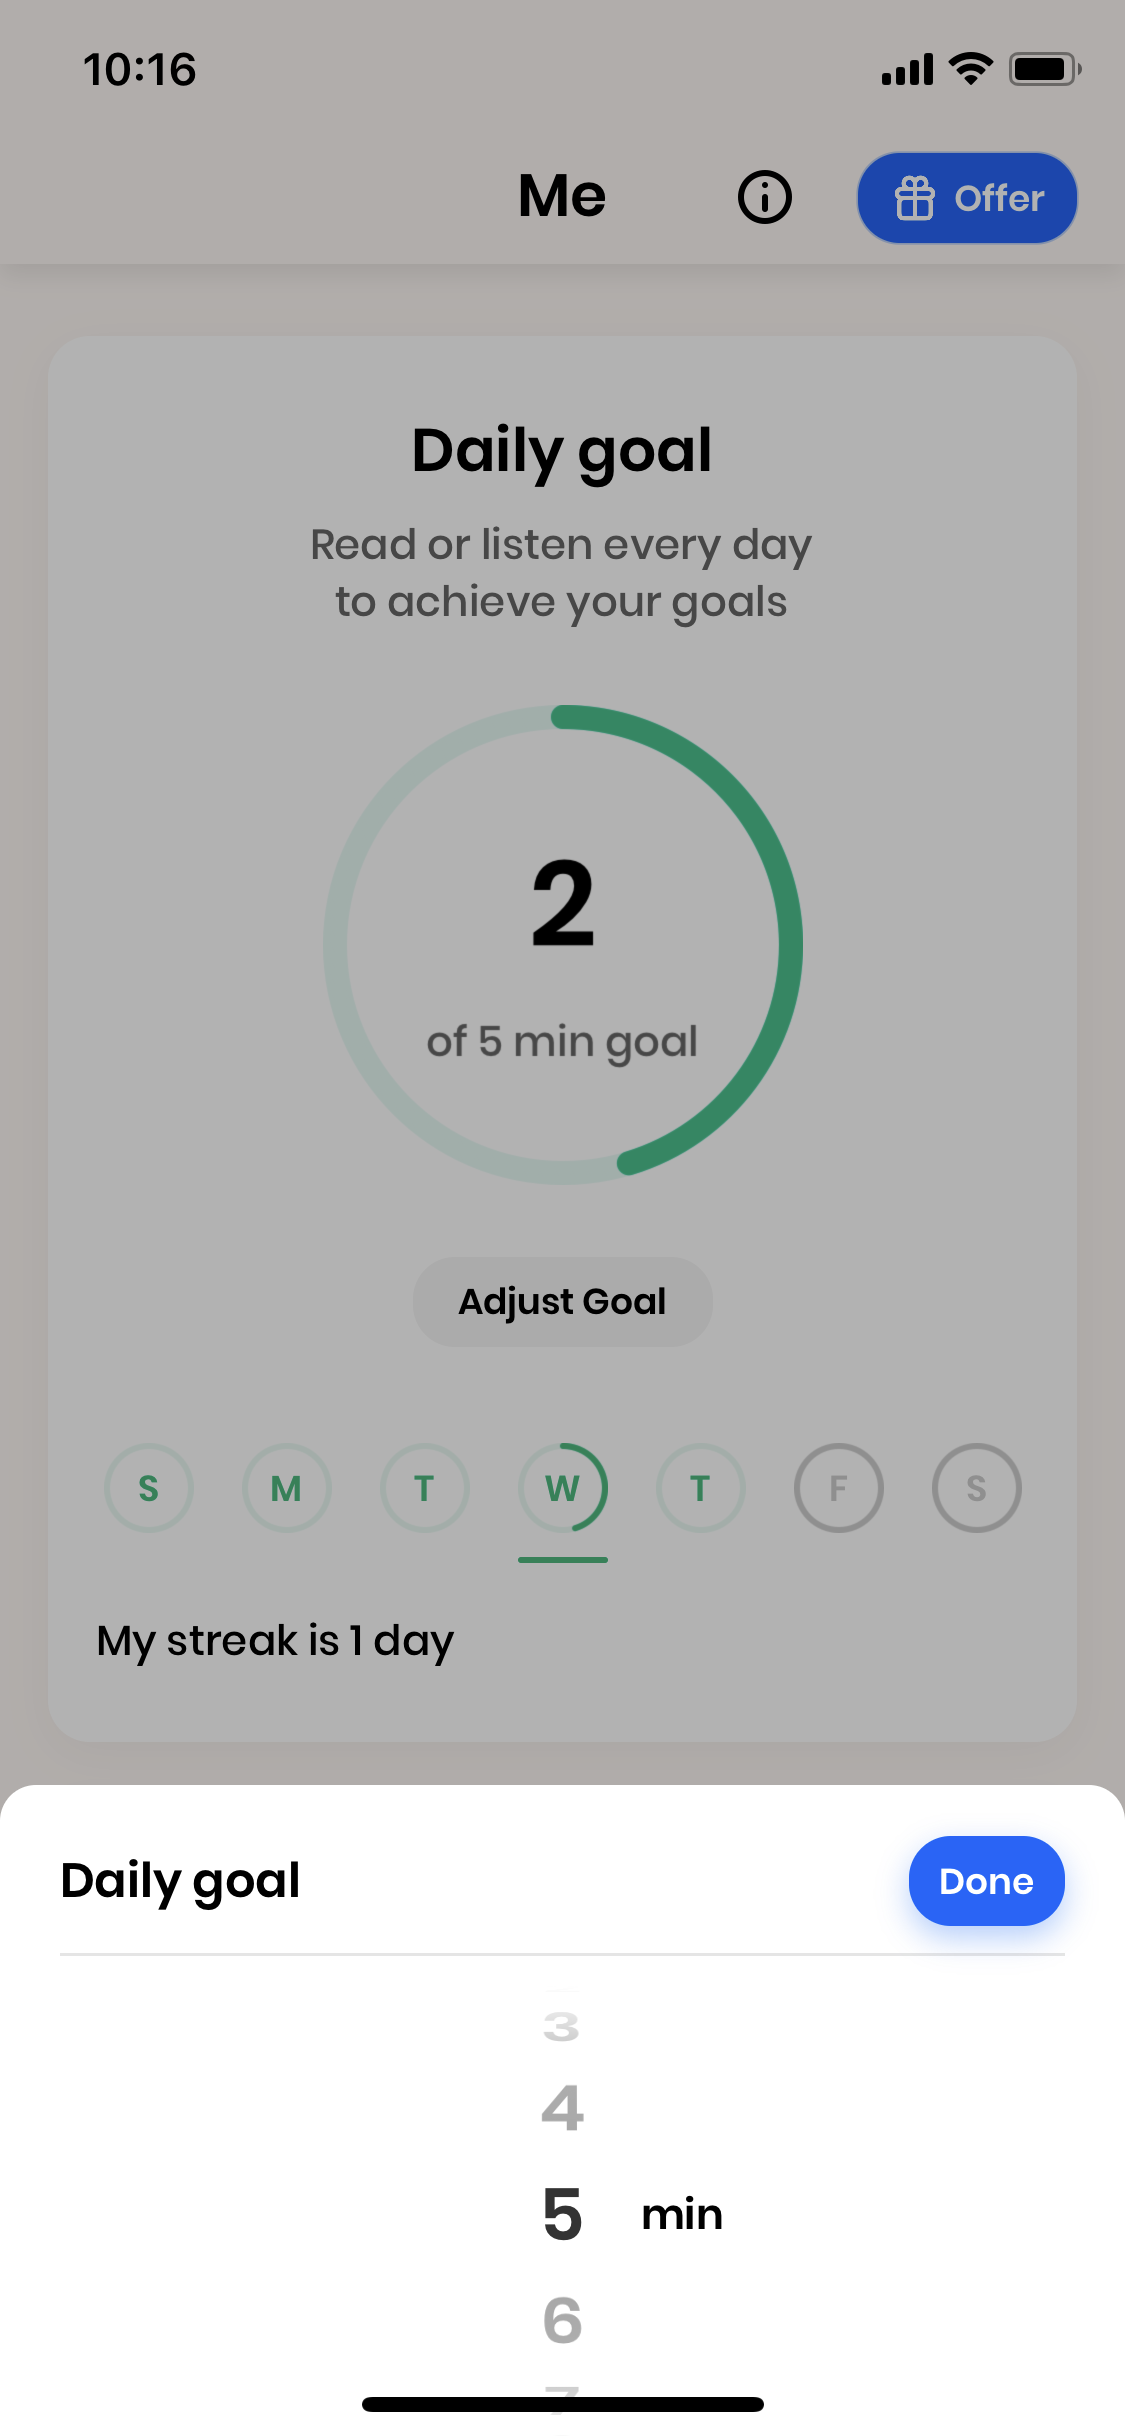 10:16
Me
Offer
Daily goal
Read or listen every day
to achieve your goals
2
of 5 min goal
Adjust Goal
S M T W T F S
My streak is 1 day
Daily goal
Done
3
4
5 min
6
7